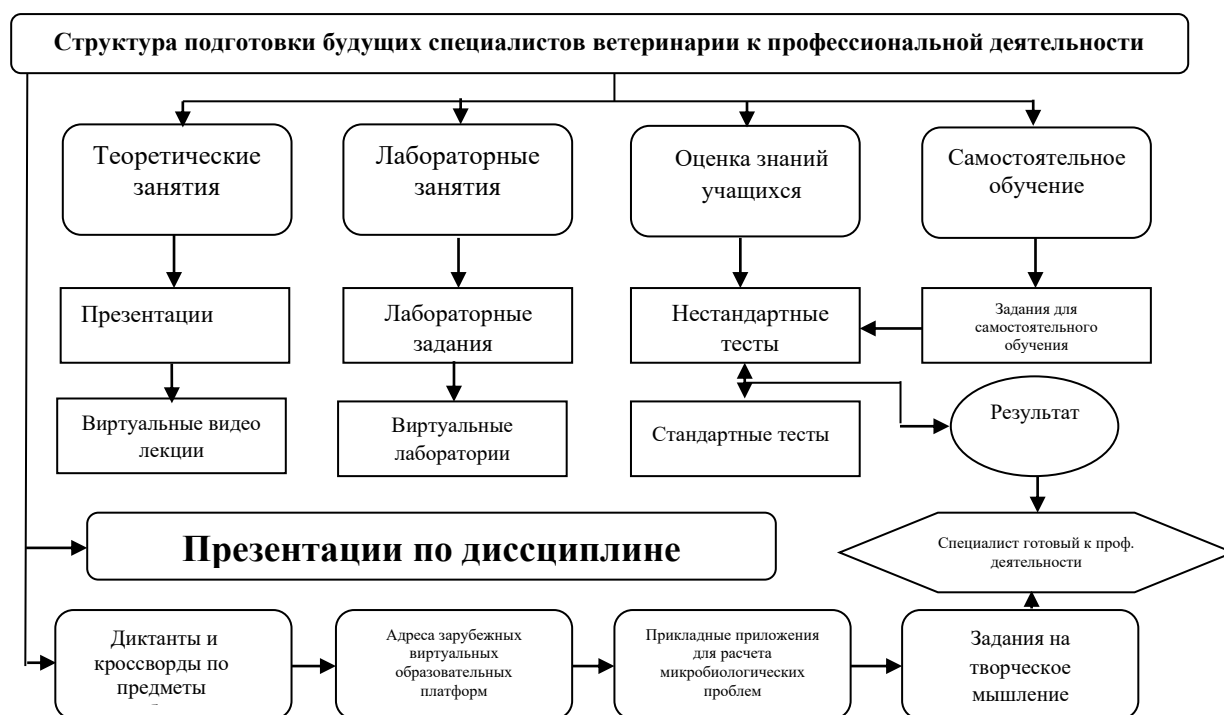 Структура подготовки будущих специалистов ветеринарии к профессиональной деятельности
Теоретические
занятия
Лабораторные
занятия
Оценка знаний
учащихся
Самостоятельное
обучение
Презентации
Лабораторные
задания
Нестандартные
тесты
Задания для
самостоятельного
обучения
Виртуальные видео
лекции
Виртуальные
лаборатории
Стандартные тесты
Результат
Презентации по диссциплине
Специалист готовый к проф.
деятельности
Диктанты и
кроссворды по
предметы
Адреса зарубежных
виртуальных
образовательных
платформ
Прикладные приложения
для расчета
микробиологических
проблем
Задания на
творческое
мышление